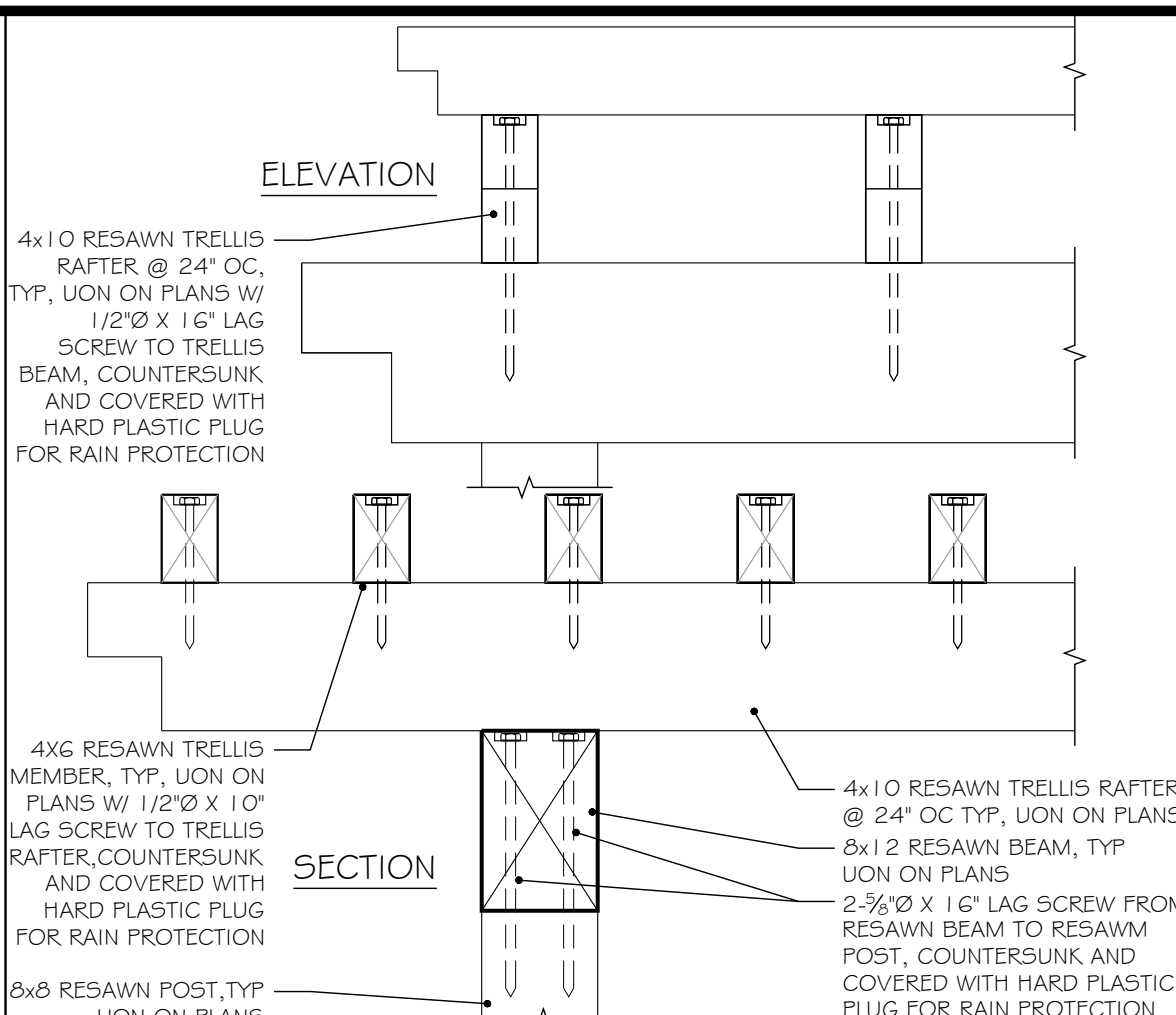 ELEVATION
4x10 RESAWN TRELLIS
RAFTER @ 24" OC,
TYP, UON ON PLANS W/
1/2"Ø X 16" LAG
SCREW TO TRELLIS
BEAM, COUNTERSUNK
AND COVERED WITH
HARD PLASTIC PLUG
FOR RAIN PROTECTION
4X6 RESAWN TRELLIS
MEMBER, TYP, UON ON
PLANS W/ 1/2"Ø X 10"
LAG SCREW TO TRELLIS
RAFTER,COUNTERSUNK
AND COVERED WITH
HARD PLASTIC PLUG
FOR RAIN PROTECTION
SECTION
8x8 RESAWN POST,TYP
UON ON PLANS
4x10 RESAWN TRELLIS RAFTER
@ 24" OC TYP, UON ON PLANS
8x12 RESAWN BEAM, TYP
UON ON PLANS
2-⅝"Ø X 16" LAG SCREW FROM
RESAWN BEAM TO RESAWM
POST, COUNTERSUNK AND
COVERED WITH HARD PLASTIC
PLUG FOR RAIN PROTECTION